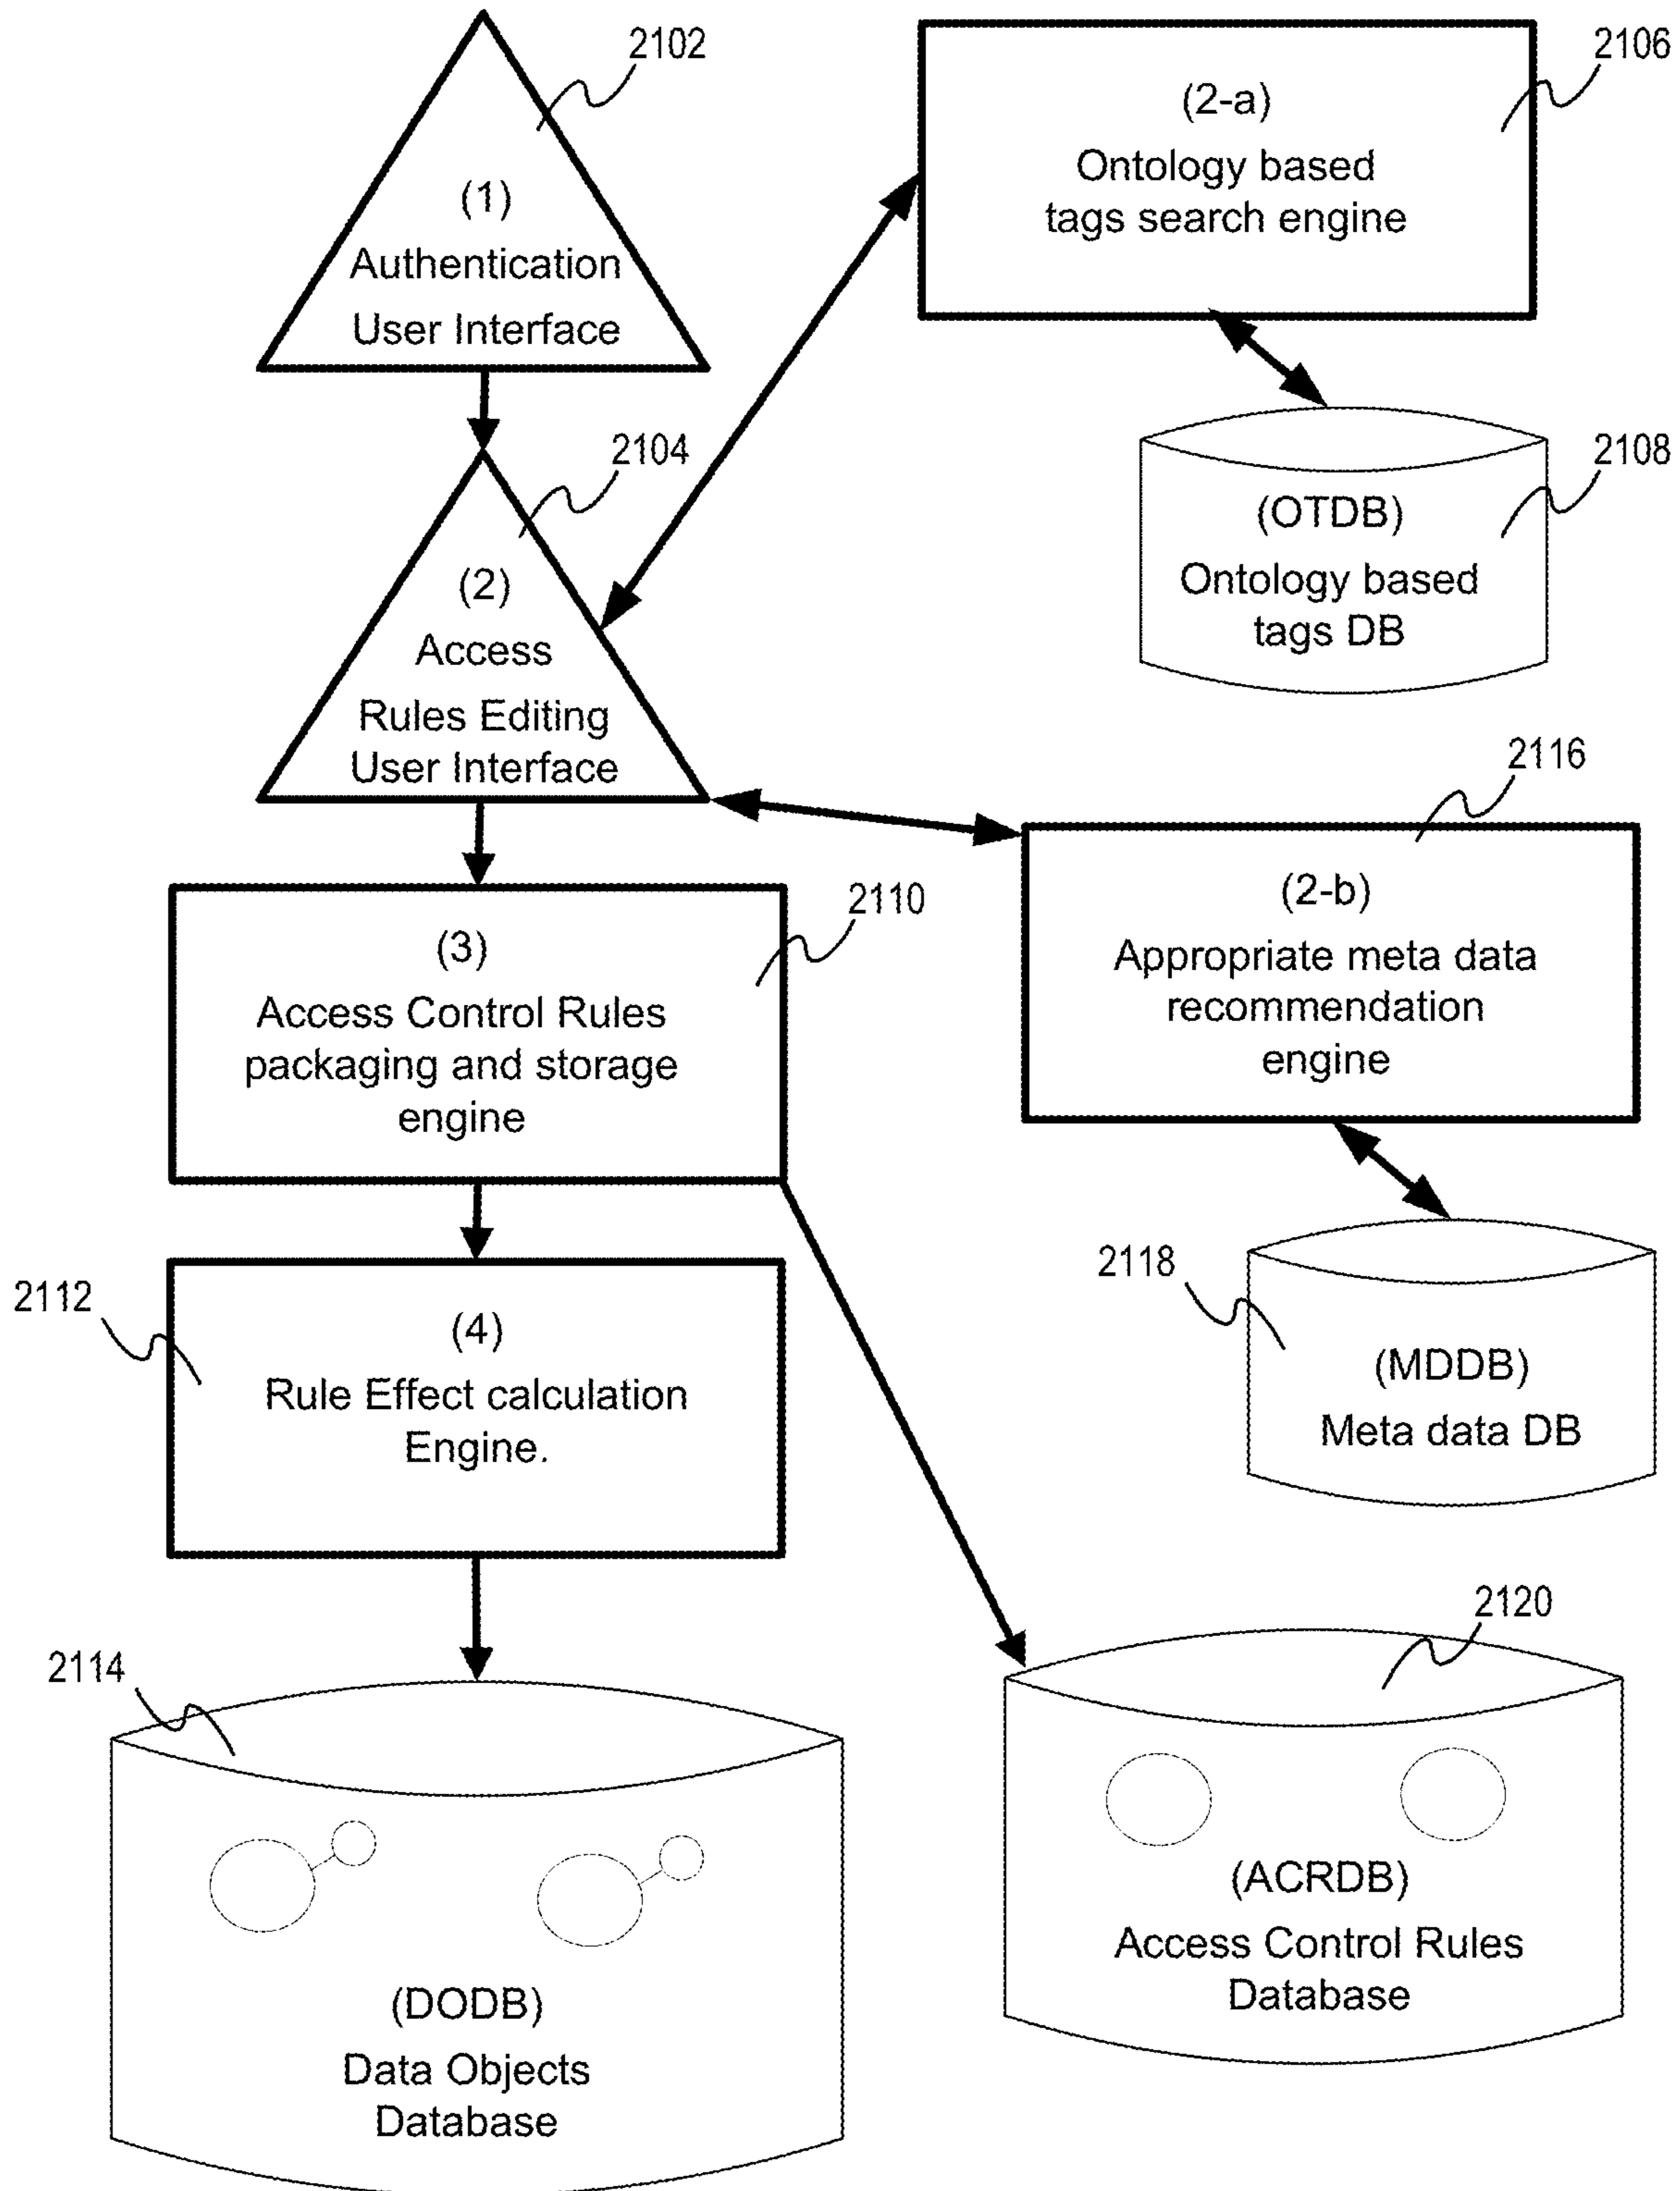 2102
(1)
Authentication
User Interface
2106
(2-a)
Ontology based
tags search engine
2104
(2)
Access
Rules Editing
User Interface
2108
(OTDB)
Ontology based
tags DB
2116
(2-b)
Appropriate meta data
recommendation
engine
2110
(3)
Access Control Rules
packaging and storage
engine
2118
(MDDB)
Meta data DB
2112
(4)
Rule Effect calculation
Engine.
2114
(DODB)
Data Objects
Database
2120
(ACRDB)
Access Control Rules
Database